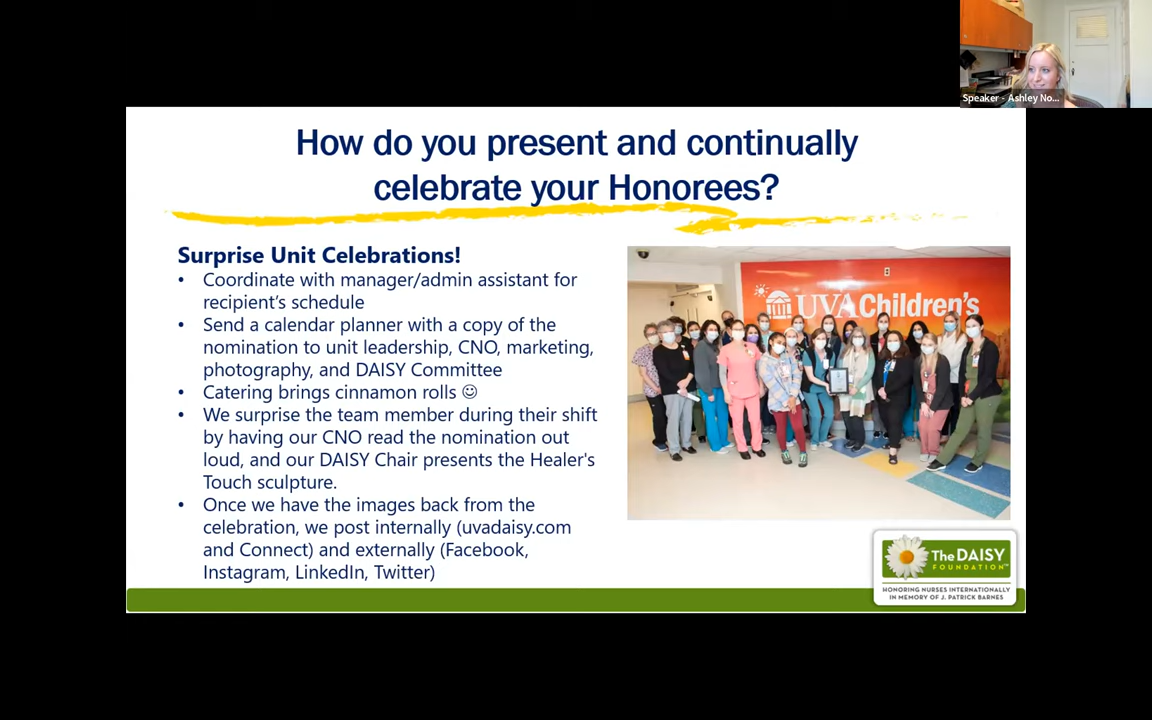 Speaker - Ashley No...
How do you present and continually
celebrate your Honorees?
Surprise Unit Celebrations!
• Coordinate with manager/admin assistant for
recipient's schedule
• Send a calendar planner with a copy of the
nomination to unit leadership, CNO, marketing,
photography, and DAISY Committee
• Catering brings cinnamon rolls ☺
• We surprise the team member during their shift
by having our CNO read the nomination out
loud, and our DAISY Chair presents the Healer's
Touch sculpture.
• Once we have the images back from the
celebration, we post internally (uvadaisy.com
and Connect) and externally (Facebook,
Instagram, LinkedIn, Twitter)
UVA Children's
The DAISY
FOUNDATION™
HONORING NURSES INTERNATIONALLY
IN MEMORY OF J. PATRICK BARNES